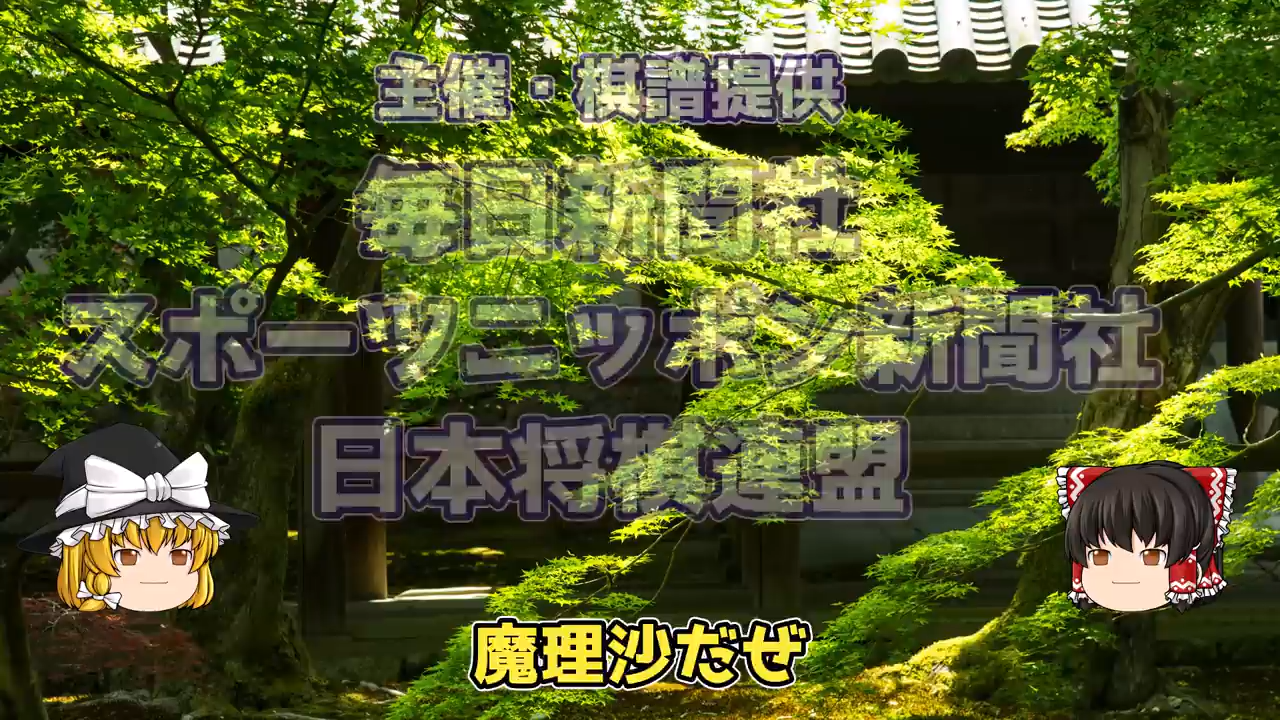 主催・棋譜提供
毎日新聞社
スポーツニッポン新聞社
日本将棋連盟
魔理沙だぜ